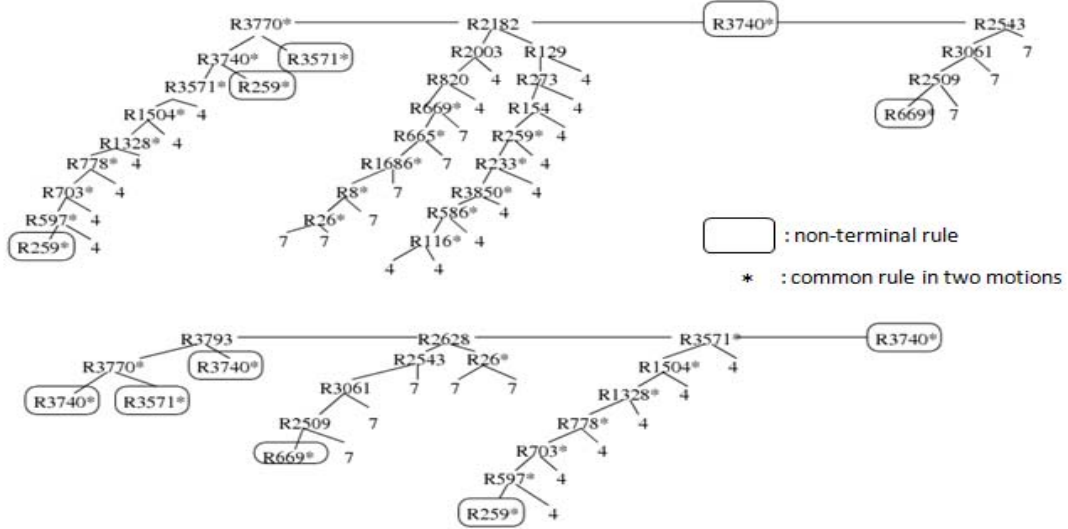 R3770* R2182 R3740* R2543
R3740* R3571* R2003 R129 R3061 7
R3571* R259* R820 4 R273 4 R2509 7
R1504* 4 R669* 4 R154 4 R669* 7
R1328* 4 R665* 7 R259* 4
R778* 4 R1686* 7 R233* 4
R703* 4 R8* 7 R3850* 4
R597* 4 R26* 7 R586* 4
R259* 4 7 7 R116* 4
4 4
: non-terminal rule
* : common rule in two motions
R3793 R2628 R3571* R3740*
R3770* R3740* R2543 R26* R1504* 4
R3740* R3571* R3061 7 7 7 R1328* 4
R2509 7 R778* 4
R669* 7 R703* 4
R597* 4
R259* 4